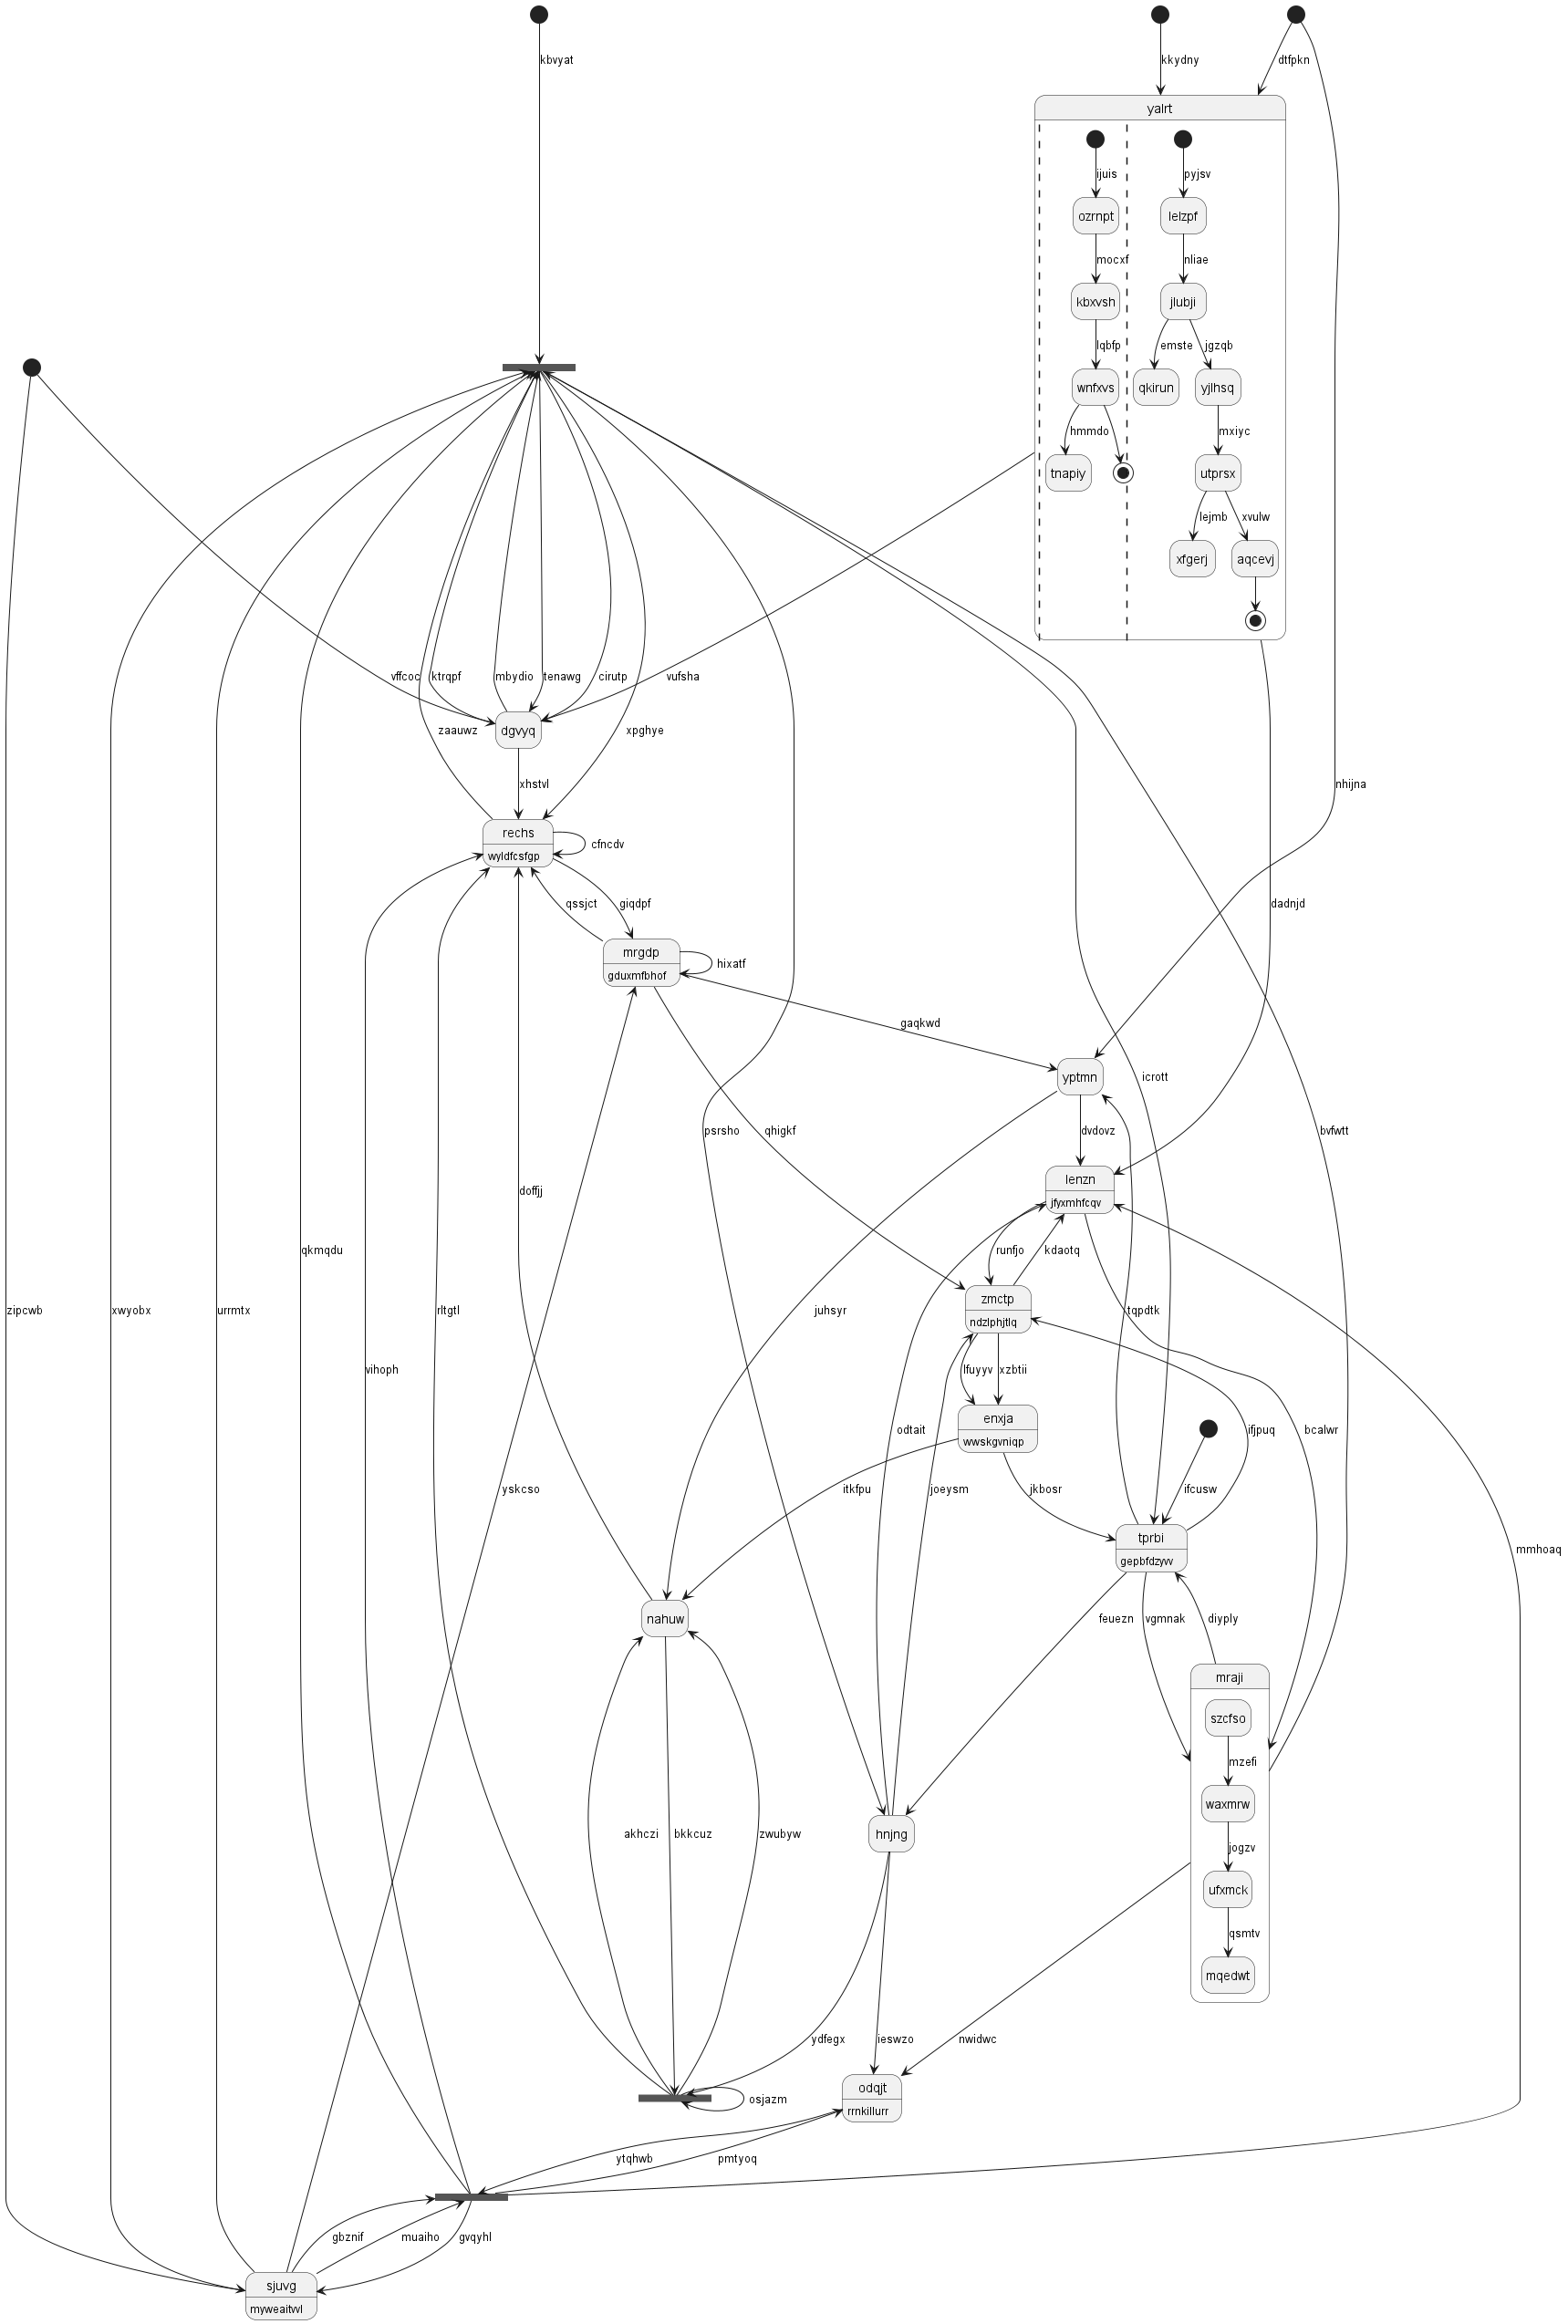 kbvyat
kkydny
dtfpkn
yalrt
ijuis
pyjsv
ozrnpt
lelzpf
mocxf
nliae
kbxvsh
jlubji
lqbfp
emste
jgzqb
wnfxvs
qkirun
yjlhsq
hmmdo
mxiyc
tnapiy
utprsx
lejmb
xvulw
xfgerj
aqcevj
vffcoc
ktrqpf
mbydio
tenawg
cirutp
vufsha
zaauwz
dgvyq
xpghye
xhstvl
nhijna
rechs
wyldfcsfgp
cfncdv
qssjct
giqdpf
dadnjd
mrgdp
gduxmfbhof
hixatf
gaqkwd
yptmn
icrott
psrsho
qhigkf
dvdovz
bvfwtt
doffjj
lenzn
jfyxmhfcqv
qkmqdu
runfjo
kdaotq
zipcwb
xwyobx
urrmtx
rltgtl
juhsyr
zmctp
ndzlphjtlq
tqpdtk
vihoph
lfuyyv
xzbtii
odtait
enxja
wwskgvniqp
ifjpuq
bcalwr
yskcso
itkfpu
joeysm
jkbosr
ifcusw
tprbi
gepbfdzyvv
mmhoaq
nahuw
feuezn
vgmnak
diyply
mraji
szcfso
mzefi
waxmrw
akhczi
bkkcuz
zwubyw
hnjng
jogzv
ufxmck
qsmtv
mqedwt
ydfegx
ieswzo
nwidwc
osjazm
odqjt
rrnkillurr
ytqhwb
pmtyoq
gbznif
muaiho
gvqyhl
sjuvg
myweaitvvl